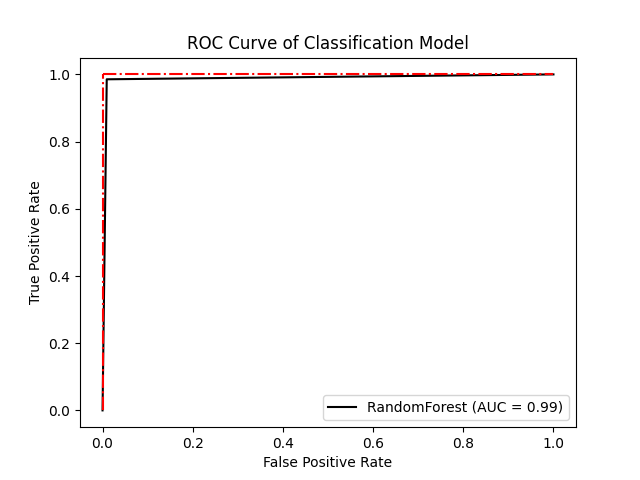 ROC Curve of Classification Model
1.0
0.8
0.6
0.4
0.2
0.0
True Positive Rate
RandomForest (AUC = 0.99)
0.0 0.2 0.4 0.6 0.8 1.0
False Positive Rate